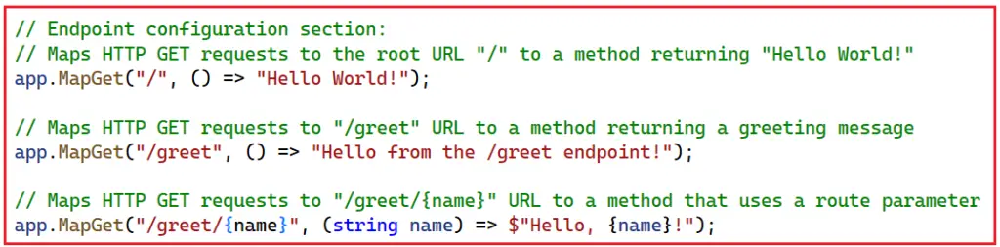 // Endpoint configuration section:
// Maps HTTP GET requests to the root URL "/" to a method returning "Hello World!"
app.MapGet("/", () => "Hello World!");
// Maps HTTP GET requests to "/greet" URL to a method returning a greeting message
app.MapGet("/greet", () => "Hello from the /greet endpoint!");
// Maps HTTP GET requests to "/greet/{name}" URL to a method that uses a route parameter
app.MapGet("/greet/{name}", (string name) => $"Hello, {name}!");